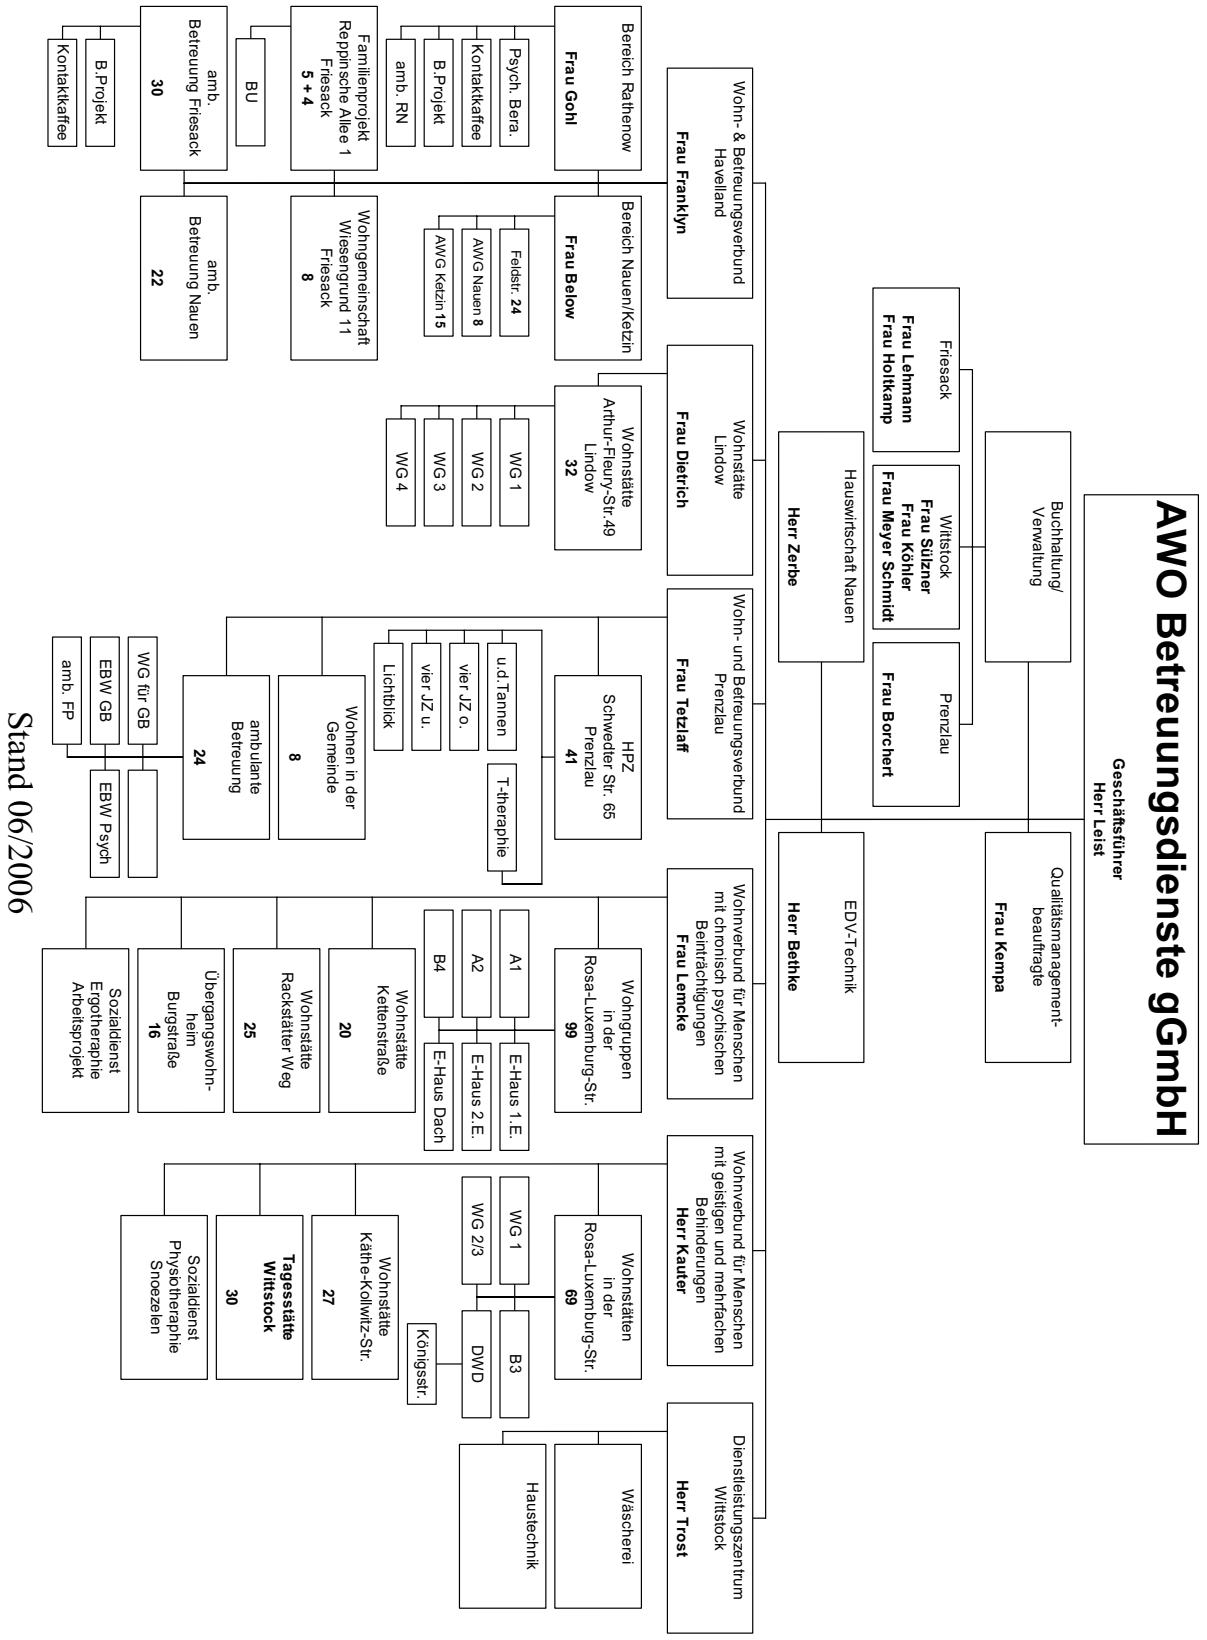 AWO Betreuungsdienste gGmbH
Geschäftsführer
Herr Leist
Buchhaltung/
Verwaltung
Qualitätsmanagement-
beauftragte
Frau Kempa
Friesack
Frau Lehmann
Frau Holtkamp
Wittstock
Frau Sülzner
Frau Köhler
Frau Meyer Schmidt
Prenzlau
Frau Borchert
Hauswirtschaft Nauen
Herr Zerbe
EDV-Technik
Herr Bethke
Wohn- & Betreuungsverbund
Havelland
Frau Franklyn
Bereich Rathenow
Frau Gohl
Psych. Bera.
Kontaktkaffee
B.Projekt
amb. RN
Bereich Nauen/Ketzin
Frau Below
Feldstr. 24
AWG Nauen 8
AWG Ketzin 15
Familienprojekt
Reppinsche Allee 1
Friesack
5 + 4
BU
Wohngemeinschaft
Wiesengrund 11
Friesack
8
amb.
Betreuung Friesack
30
B.Projekt
Kontaktkaffee
amb.
Betreuung Nauen
22
Wohnstätte
Lindow
Frau Dietrich
Wohnstätte
Arthur-Fleury-Str.49
Lindow
32
WG 1
WG 2
WG 3
WG 4
Wohn- und Betreuungsverbund
Prenzlau
Frau Tetzlaff
HPZ
Schwedter Str. 65
Prenzlau
41
u.d.Tannen
vier JZ o.
vier JZ u.
Lichtblick
T-theraphie
Wohnen in der
Gemeinde
8
ambulante
Betreuung
24
WG für GB
EBW GB
EBW Psych
amb. FP
Wohnverbund für Menschen
mit chronisch psychischen
Beinträchtigungen
Frau Lemcke
Wohngruppen
in der
Rosa-Luxemburg-Str.
99
A1
E-Haus 1.E.
A2
E-Haus 2.E.
B4
E-Haus Dach
Wohnstätte
Kettenstraße
20
Wohnstätte
Rackstätter Weg
25
Übergangswohn-
heim
Burgstraße
16
Sozialdienst
Ergotheraphie
Arbeitsprojekt
Wohnverbund für Menschen
mit geistigen und mehrfachen
Behinderungen
Herr Kauter
Wohnstätten
in der
Rosa-Luxemburg-Str.
69
WG 1
B3
WG 2/3
DWD
Königsstr.
Wohnstätte
Käthe-Kollwitz-Str.
27
Tagesstätte
Wittstock
30
Sozialdienst
Physiotheraphie
Snoezelen
Dienstleistungszentrum
Wittstock
Herr Trost
Wäscherei
Haustechnik
Stand 06/2006